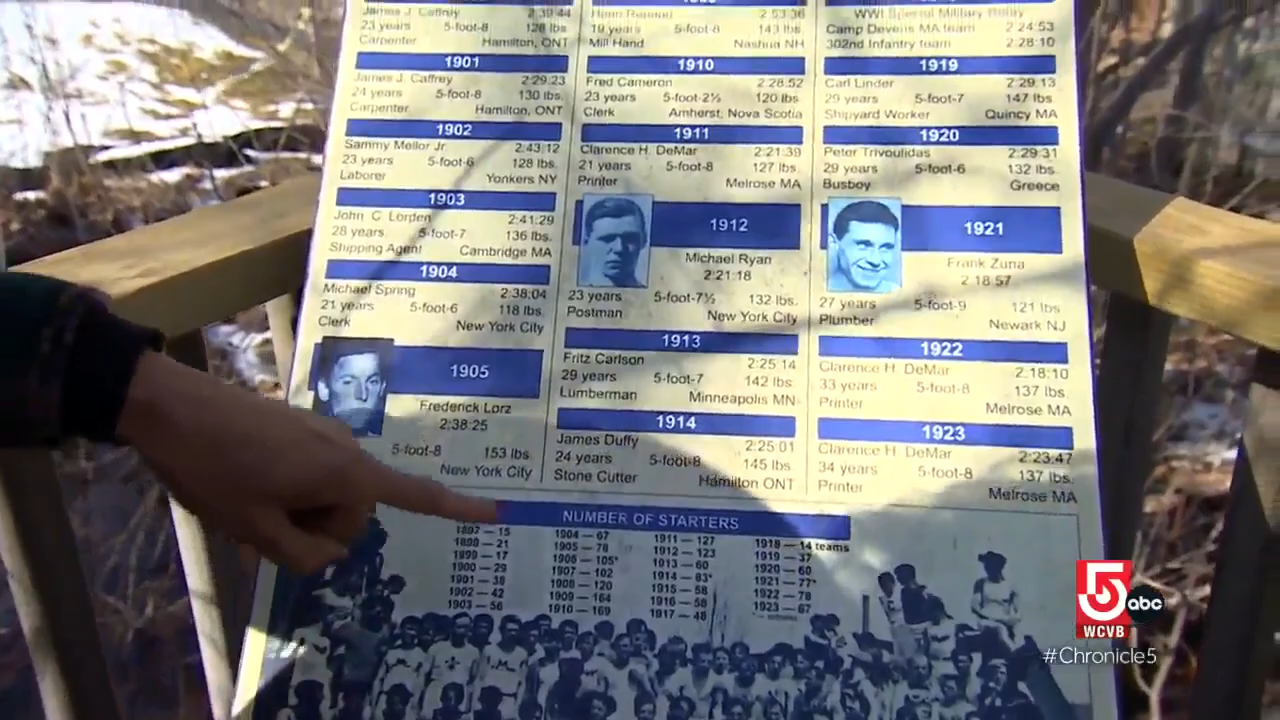 James J. Caffrey 2:39:44
23 years 5-foot-8 126 lbs
Carpenter Hamilton, ONT
1901
James J. Caffrey 2:29:23
24 years 5-foot-8 130 lbs.
Carpenter Hamilton, ONT
1902
Sammy Mellor Jr 2:43:12
23 years 5-foot-6 128 lbs.
Laborer Yonkers NY
1903
John C. Lorden 2:41:29
28 years 5-foot-7 136 lbs.
Shipping Agent Cambridge MA
1904
Michael Spring 2:38:04
21 years 5-foot-6 118 lbs.
Clerk New York City
1905
Frederick Lorz
2:38:25
5-foot-8 153 lbs
New York City
2:53:36
19 years 5-foot-8 143 lbs
Mill Hand Nashua NH
1910
Fred Cameron 2:28:52
23 years 5-foot-2½ 120 lbs.
Clerk Amherst, Nova Scotia
1911
Clarence H. DeMar 2:21:39
21 years 5-foot-8 127 lbs.
Printer Melrose MA
1912
Michael Ryan
2:21:18
23 years 5-foot-7½ 132 lbs.
Postman New York City
1913
Fritz Carlson 2:25:14
29 years 5-foot-7 142 lbs.
Lumberman Minneapolis MN
1914
James Duffy 2:25:01
24 years 5-foot-8 145 lbs
Stone Cutter Hamilton ONT
WWI Special Military Relay
Camp Devens MA team 2:24:53
302nd Infantry team 2:28:10
1919
Carl Linder 2:29:13
29 years 5-foot-7 147 lbs.
Shipyard Worker Quincy MA
1920
Peter Trivoulidas 2:29:31
29 years 5-foot-6 132 lbs
Busboy Greece
1921
Frank Zuna
2:18:57
27 years 5-foot-9 121 lbs
Plumber Newark NJ
1922
Clarence H. DeMar 2:18:10
33 years 5-foot-8 137 lbs.
Printer Melrose MA
1923
Clarence H. DeMar 2:23:47
34 years 5-foot-8 137 lbs.
Printer Melrose MA
NUMBER OF STARTERS
1897 — 15
1898 — 21
1899 — 17
1900 — 29
1901 — 38
1902 — 42
1903 — 56
1904 — 67
1905 — 78
1906 — 105*
1907 — 102
1908 — 120
1909 — 164
1910 — 169
1911 — 127
1912 — 123
1913 — 60
1914 — 83*
1915 — 58
1916 — 58
1917 — 48
1918 — 14 teams
1919 — 37
1920 — 60
1921 — 77*
1922 — 78
1923 — 67
5 abc
WCVB
#Chronicle5